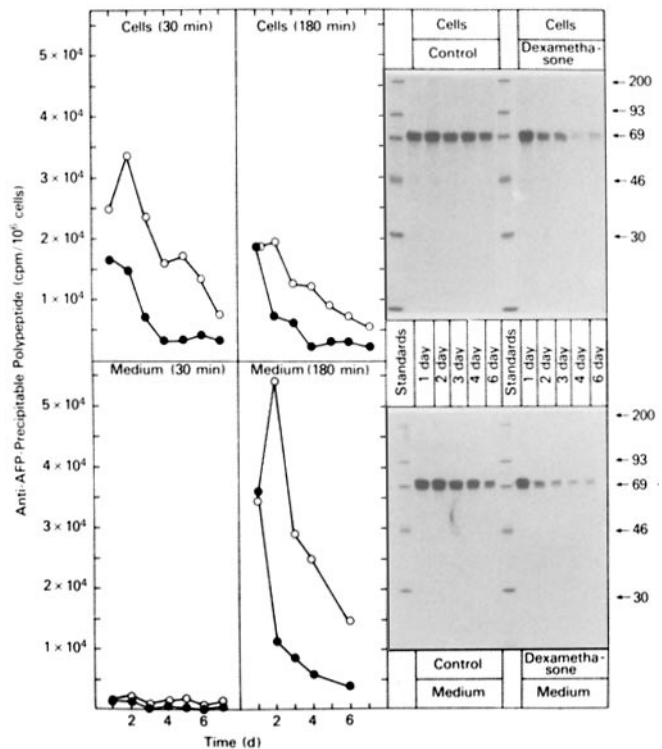 Anti-AFP-Precipitable Polypeptide (cpm/10⁶ cells)
Cells (30 min)
5 × 10⁴
4 × 10⁴
3 × 10⁴
2 × 10⁴
1 × 10⁴
Cells (180 min)
Medium (30 min)
5 × 10⁴
4 × 10⁴
3 × 10⁴
2 × 10⁴
1 × 10⁴
2 4 6
Medium (180 min)
2 4 6
Time (d)
Cells
Control
Cells
Dexametha-
sone
200
93
69
46
30
Standards
1 day
2 day
3 day
4 day
6 day
Standards
1 day
2 day
3 day
4 day
6 day
200
93
69
46
30
Control
Medium
Dexametha-
sone
Medium